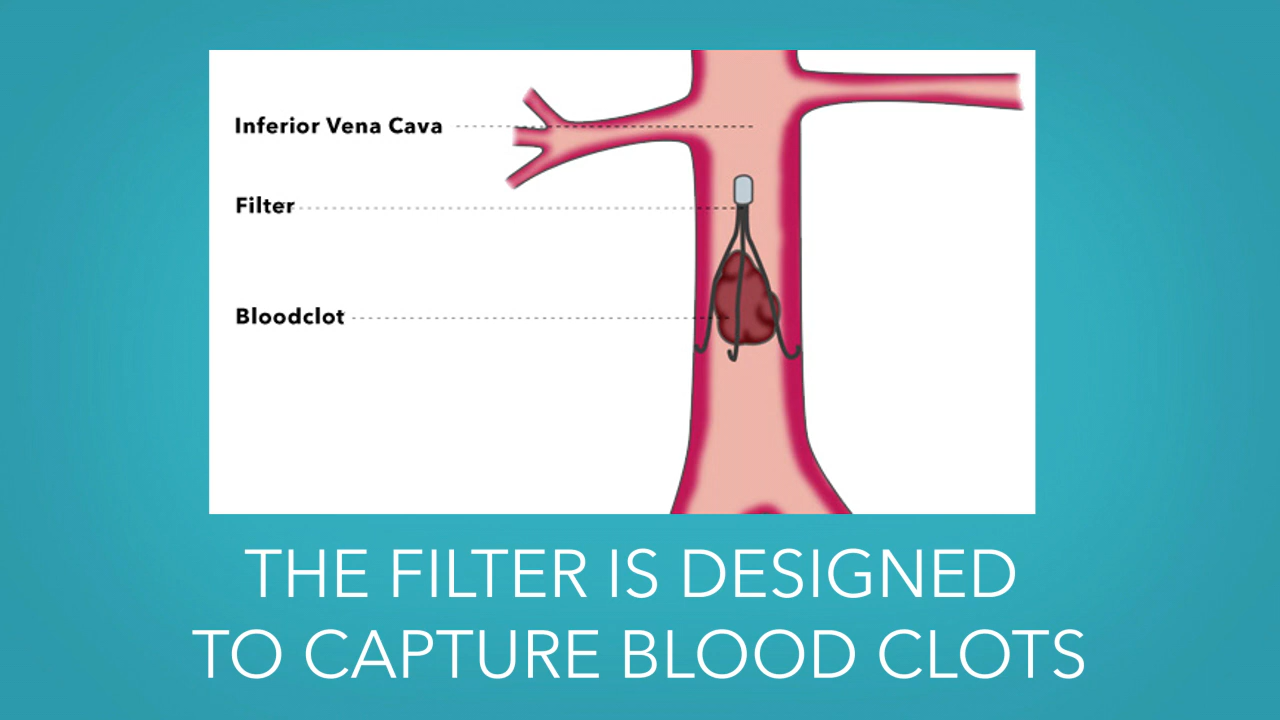 Inferior Vena Cava
Filter
Bloodclot
THE FILTER IS DESIGNED
TO CAPTURE BLOOD CLOTS